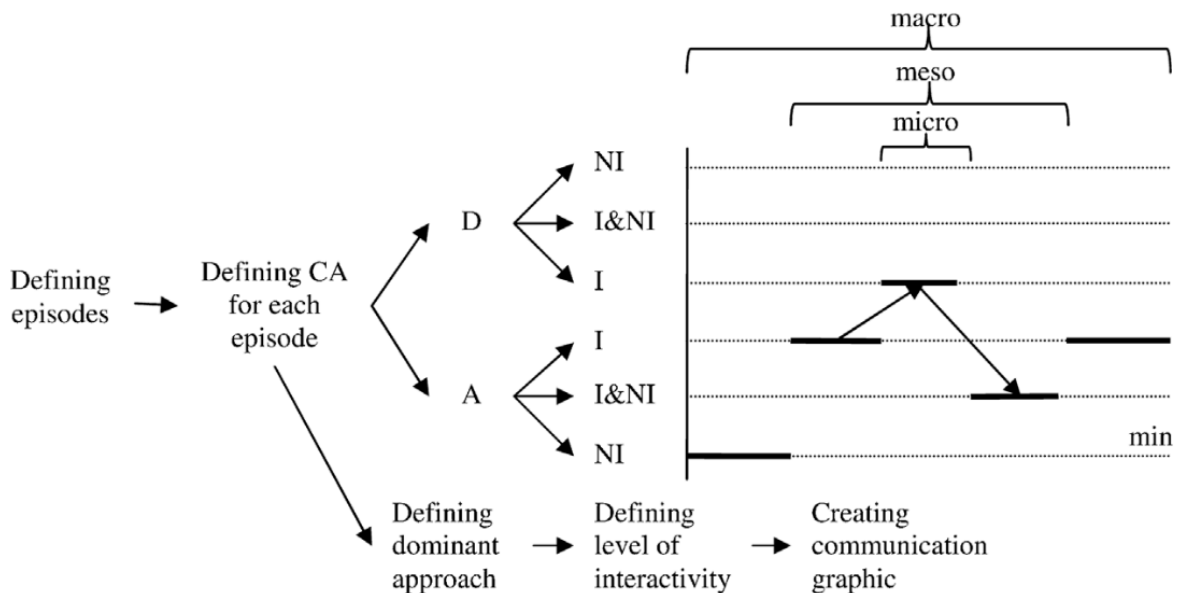 macro
meso
micro
NI
D
I&NI
I
Defining
episodes
Defining CA
for each
episode
I
A
I&NI
NI
min
Defining
dominant
approach
Defining
level of
interactivity
Creating
communication
graphic